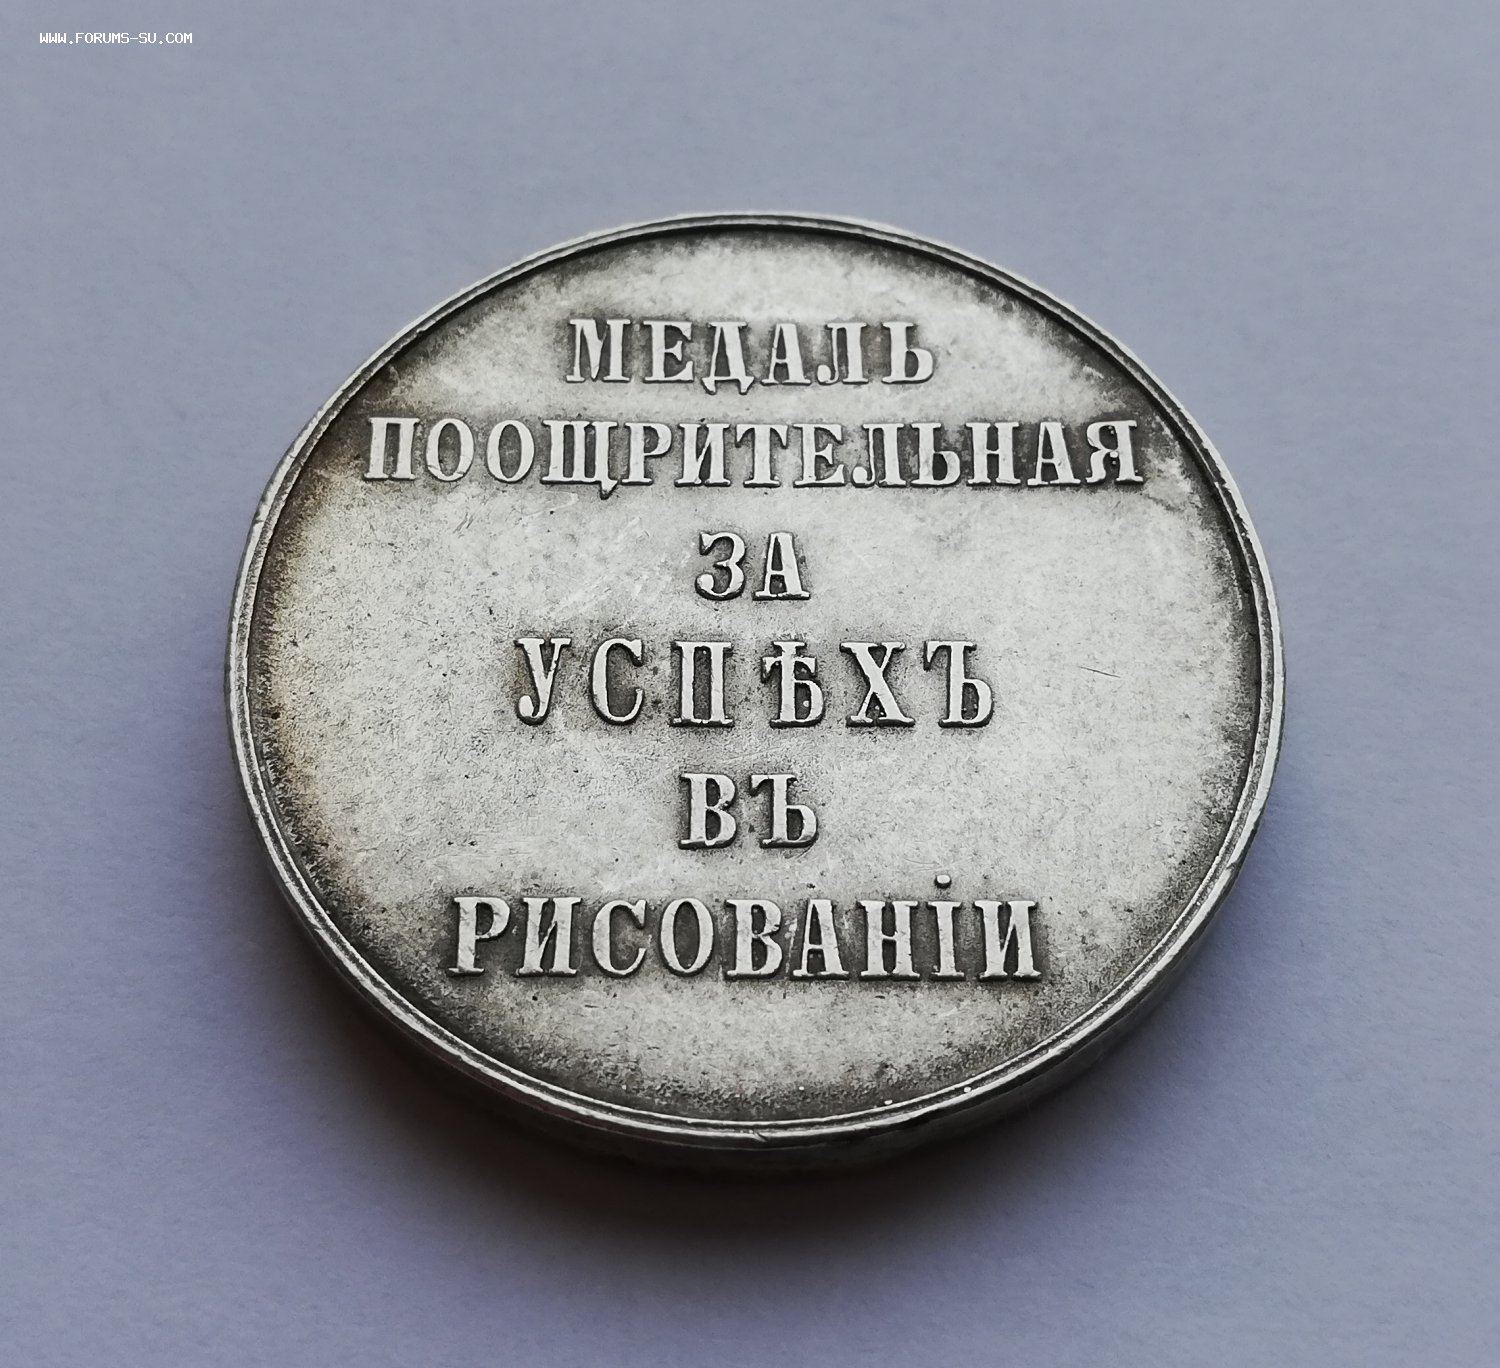 WWW.FORUMS-SU.COM
МЕДАЛЬ
ПООЩРИТЕЛЬНАЯ
ЗА
УСПѢХЪ
ВЪ
РИСОВАНІИ